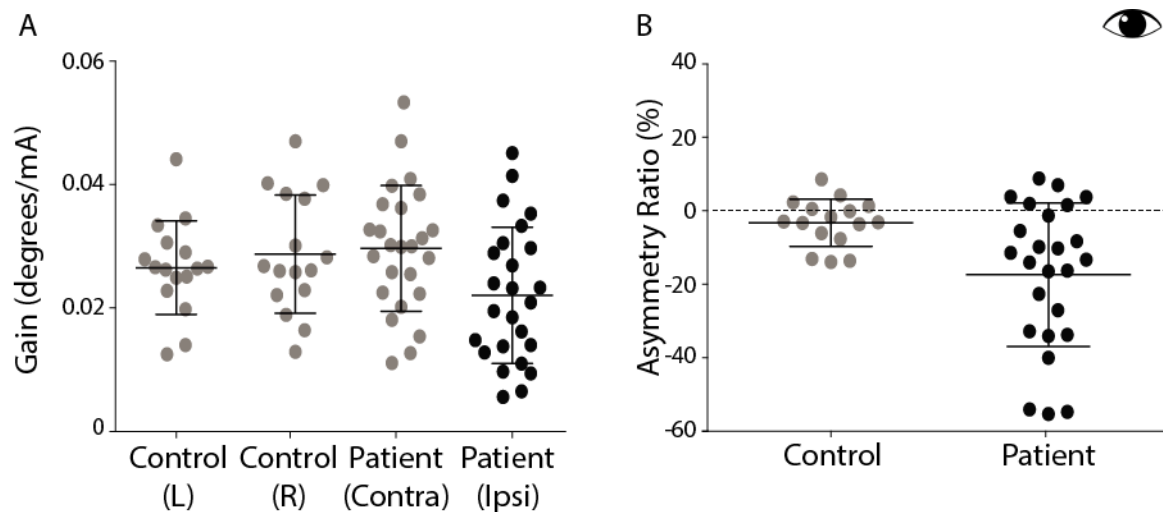 A
Gain (degrees/mA)
0.06
0.04
0.02
0
Control
(L)
Control
(R)
Patient
(Contra)
Patient
(Ipsi)
B
Asymmetry Ratio (%)
40
20
0
-20
-40
-60
Control
Patient